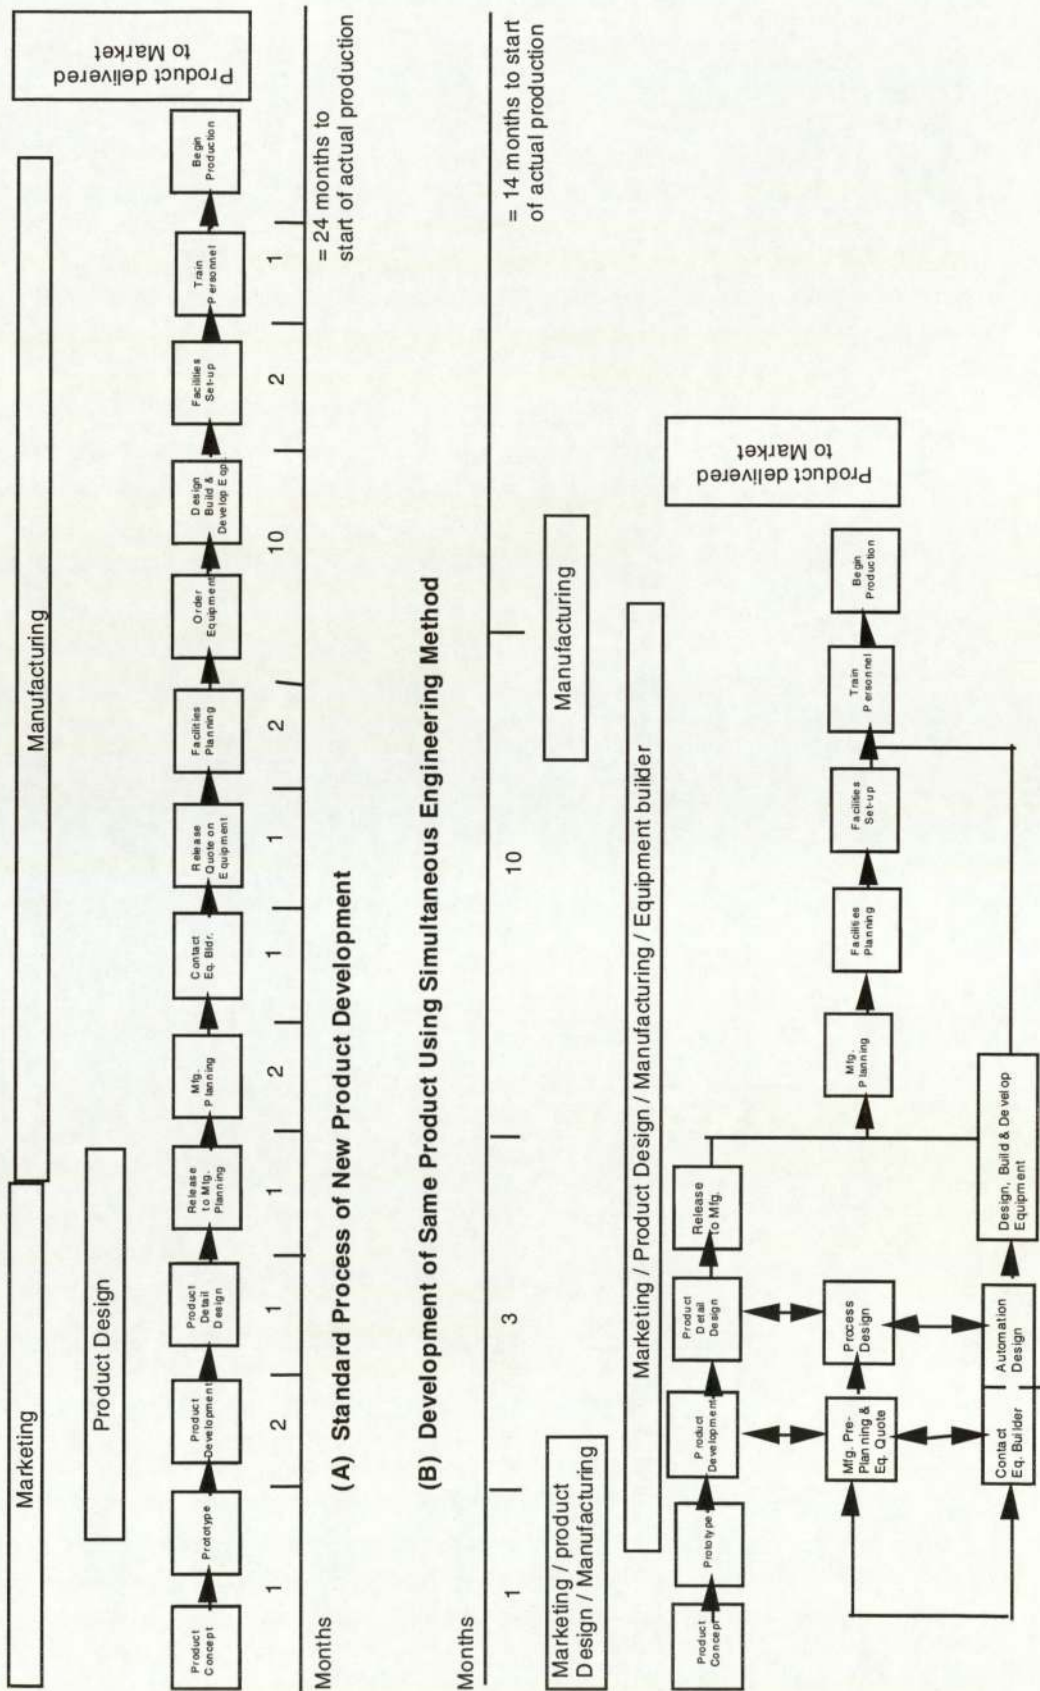 Marketing
Manufacturing
Product Design
Product
Concept
Prototype
Product
Development
Product
Detail
Design
Release
to Mfg.
Planning
Mfg.
Planning
Contact
Eq. Bldr.
Release
Quote on
Equipment
Facilities
Planning
Order
Equipment
Design
Build &
Develop Eqp.
Facilities
Set-up
Train
Personnel
Begin
Production
Product delivered
to Market
Months
1
2
1
1
2
1
1
2
10
2
1
= 24 months to
start of actual production
(A) Standard Process of New Product Development
(B) Development of Same Product Using Simultaneous Engineering Method
Months
1
3
10
= 14 months to start
of actual production
Marketing / product
Design / Manufacturing
Manufacturing
Marketing / Product Design / Manufacturing / Equipment builder
Product
Concept
Prototype
Product
Development
Product
Detail
Design
Release
to Mfg.
Mfg. Pre-
Planning &
Eq. Quote
Process
Design
Mfg.
Planning
Facilities
Planning
Facilities
Set-up
Train
Personnel
Begin
Production
Product delivered
to Market
Contact
Eq. Builder
Automation
Design
Design, Build & Develop
Equipment